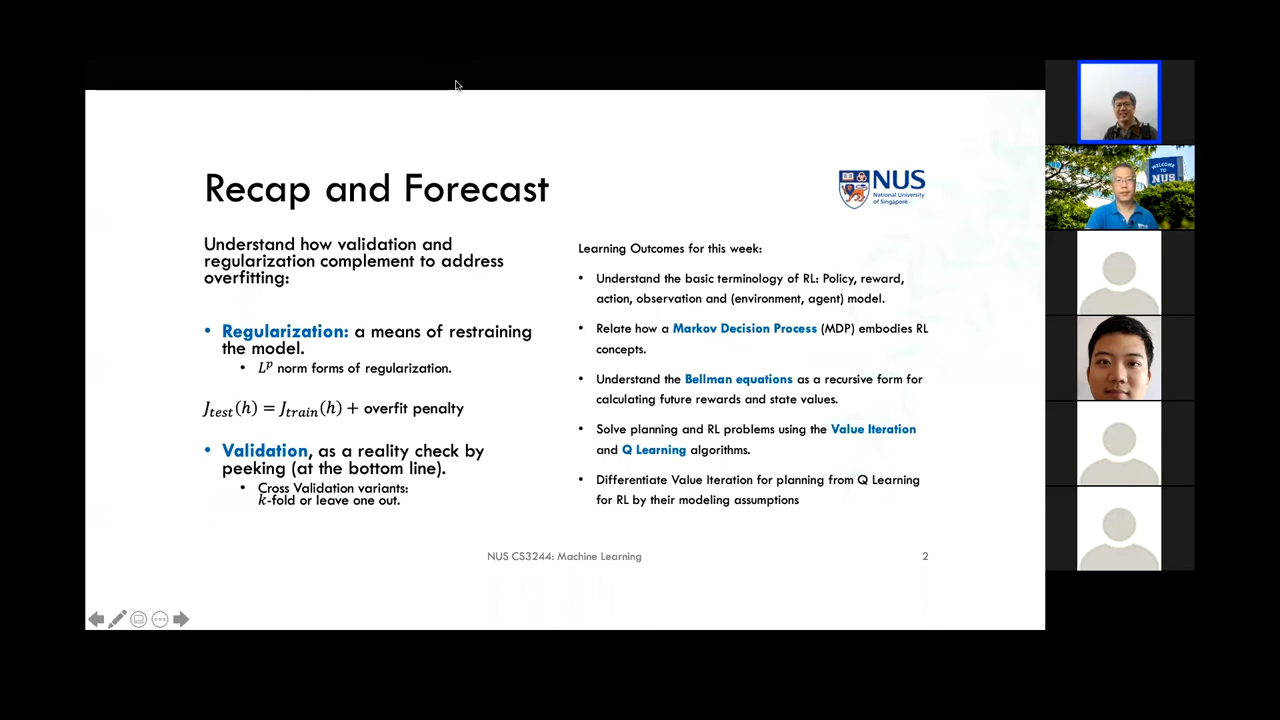 Recap and Forecast
NUS
National University
of Singapore
Understand how validation and
regularization complement to address
overfitting:
• Regularization: a means of restraining
the model.
• Lᵖ norm forms of regularization.
J_test(h) = J_train(h) + overfit penalty
• Validation, as a reality check by
peeking (at the bottom line).
• Cross Validation variants:
k-fold or leave one out.
Learning Outcomes for this week:
• Understand the basic terminology of RL: Policy, reward,
action, observation and (environment, agent) model.
• Relate how a Markov Decision Process (MDP) embodies RL
concepts.
• Understand the Bellman equations as a recursive form for
calculating future rewards and state values.
• Solve planning and RL problems using the Value Iteration
and Q Learning algorithms.
• Differentiate Value Iteration for planning from Q Learning
for RL by their modeling assumptions
NUS CS3244: Machine Learning
2
WELCOME
TO
NUS